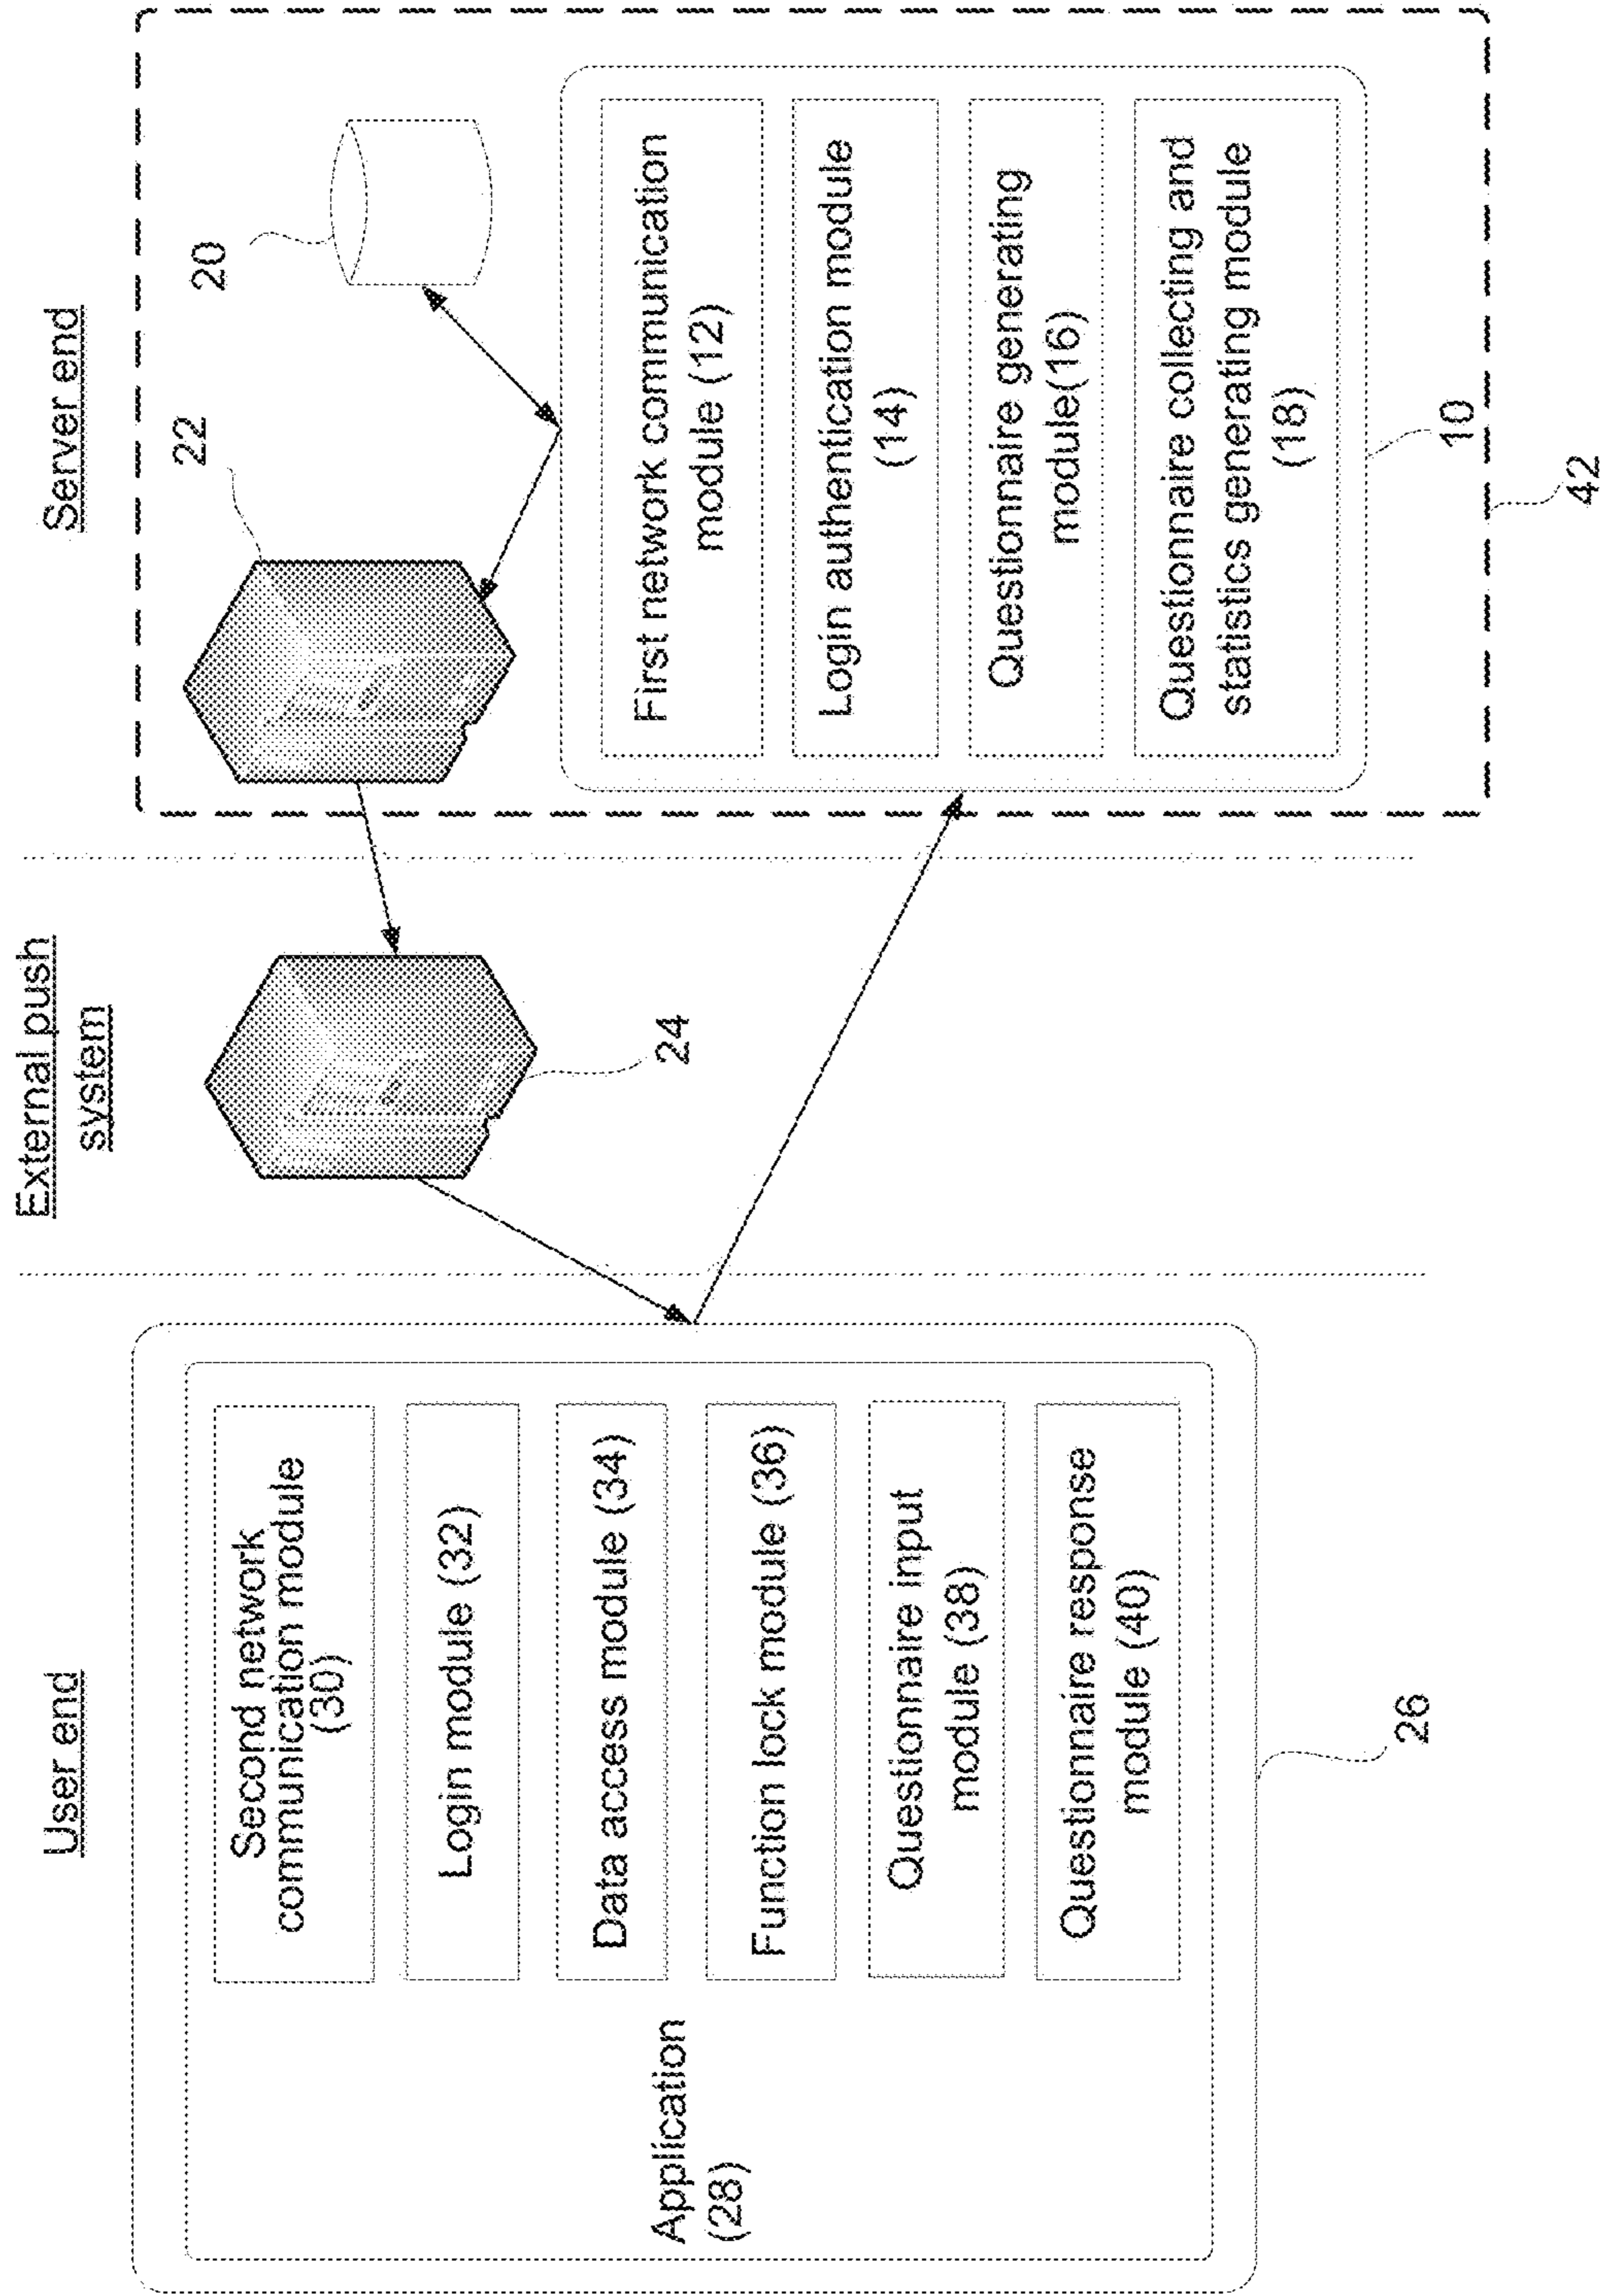 User end
External push
system
Server end
Second network
communication module
(30)
Login module (32)
Data access module (34)
Function lock module (36)
Questionnaire input
module (38)
Questionnaire response
module (40)
Application
(28)
26
24
22
20
First network communication
module (12)
Login authentication module
(14)
Questionnaire generating
module(16)
Questionnaire collecting and
statistics generating module
(18)
10
42